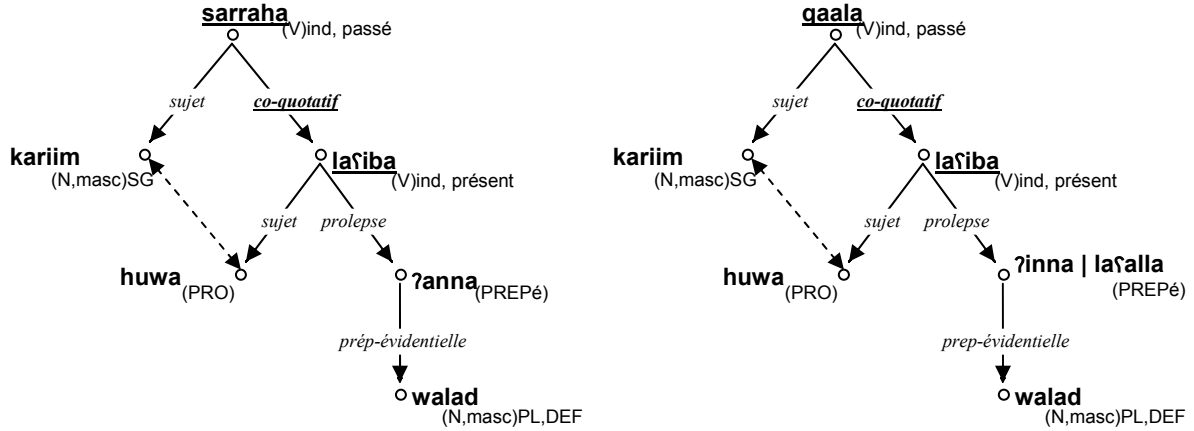 sarraha
(V)ind, passé
sujet
co-quotatif
kariim
(N,masc)SG
laʕiba
(V)ind, présent
sujet
prolepse
huwa
(PRO)
ʔanna
(PREPé)
prép-évidentielle
walad
(N,masc)PL,DEF
qaala
(V)ind, passé
sujet
co-quotatif
kariim
(N,masc)SG
laʕiba
(V)ind, présent
sujet
prolepse
huwa
(PRO)
ʔinna | laʕalla
(PREPé)
prep-évidentielle
walad
(N,masc)PL,DEF